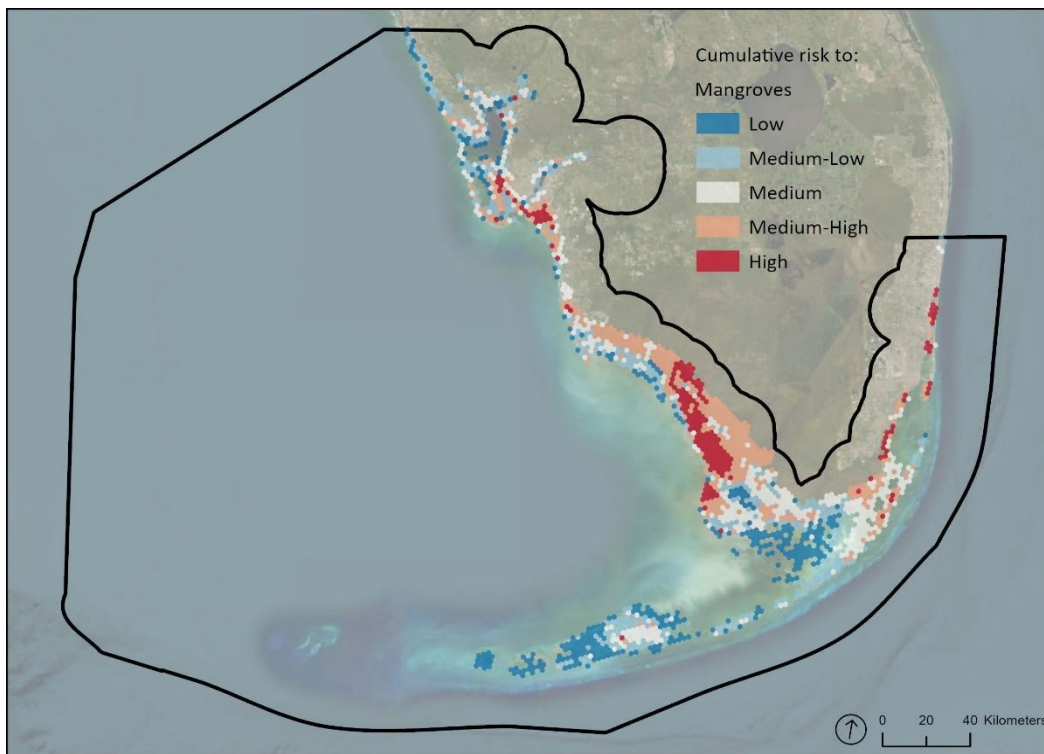 Cumulative risk to:
Mangroves
Low
Medium-Low
Medium
Medium-High
High
0 20 40 Kilometers